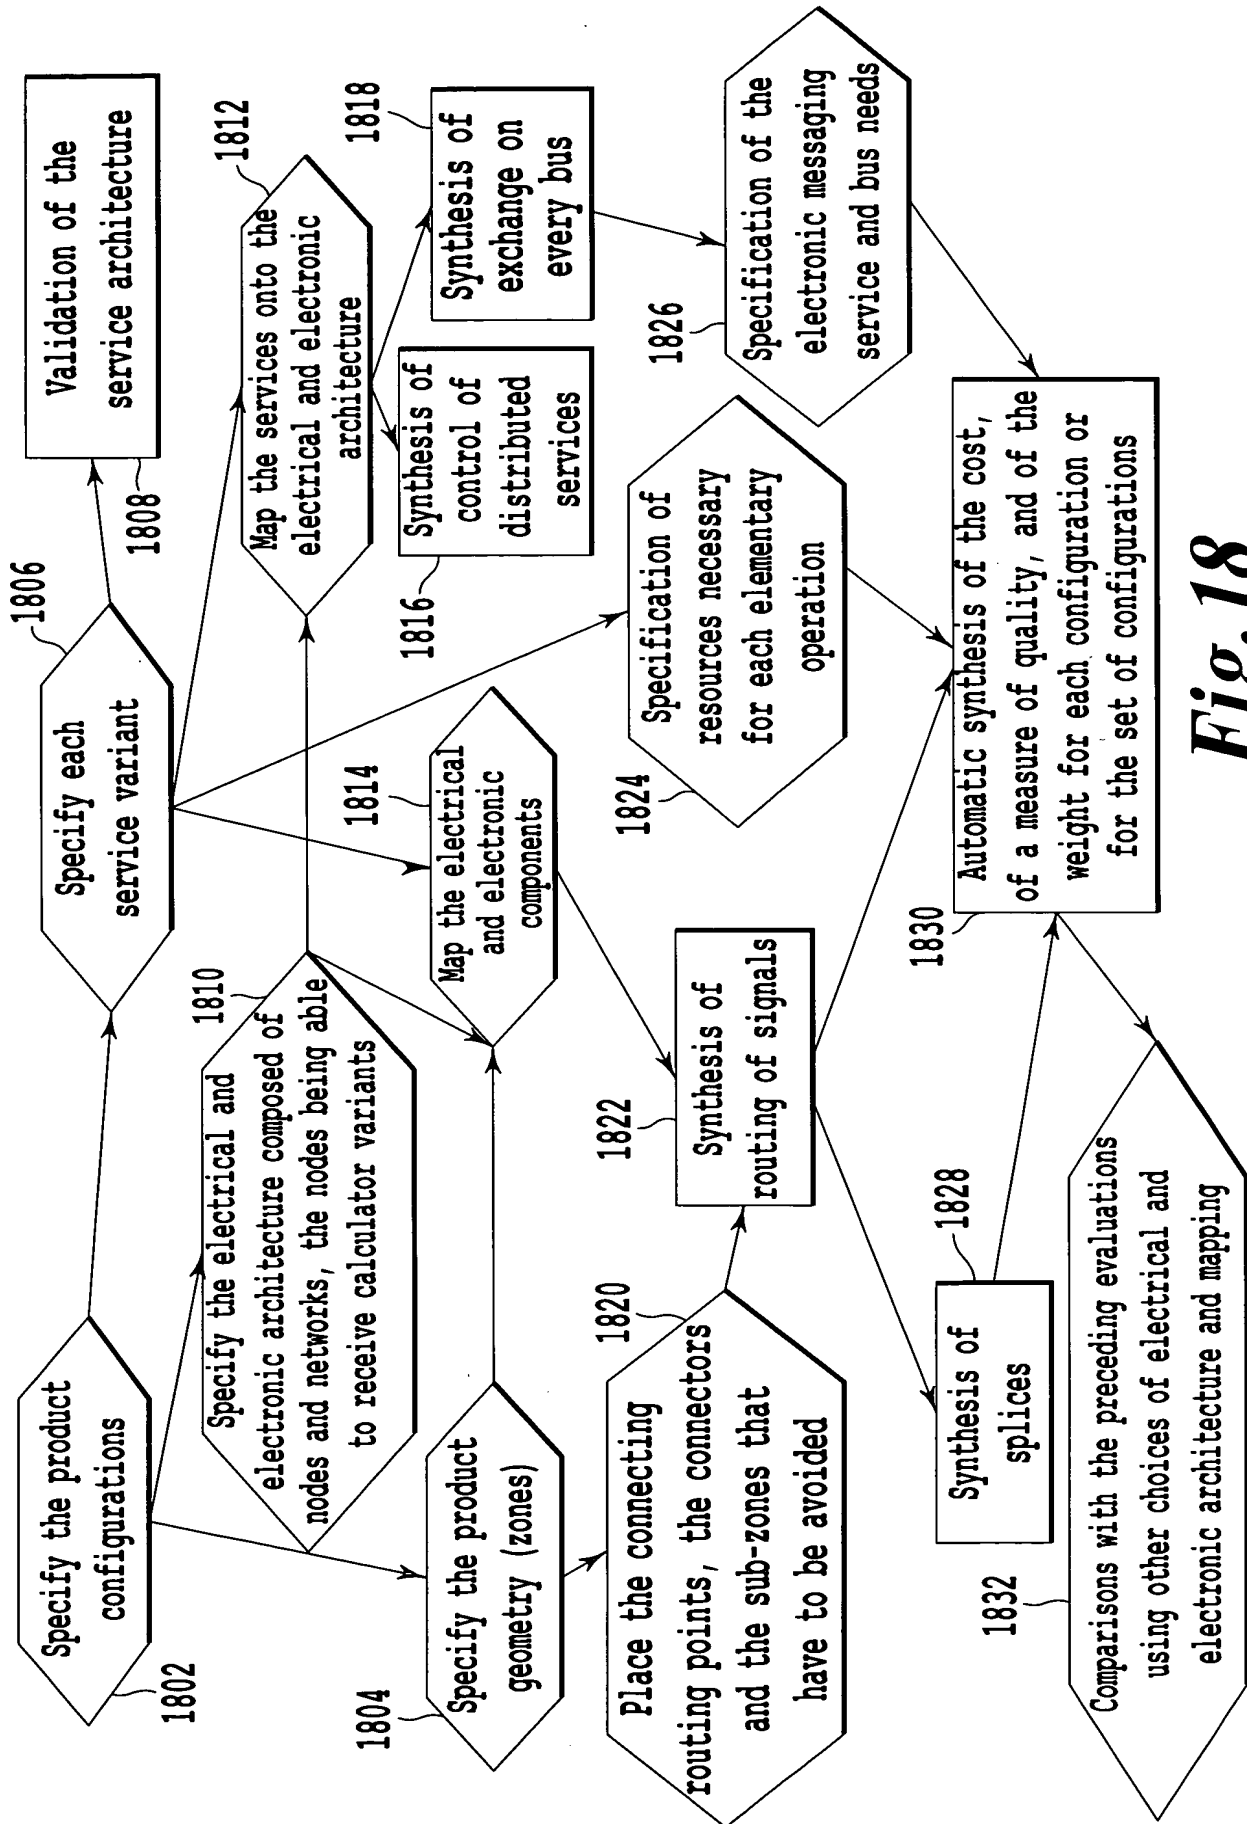 1802
Specify the product
configurations
1806
Specify each
service variant
1808
Validation of the
service architecture
1810
Specify the electrical and
electronic architecture composed of
nodes and networks, the nodes being able
to receive calculator variants
1812
Map the services onto the
electrical and electronic
architecture
1804
Specify the product
geometry (zones)
1814
Map the electrical
and electronic
components
1816
Synthesis of
control of
distributed
services
1818
Synthesis of
exchange on
every bus
1820
Place the connecting
routing points, the connectors
and the sub-zones that
have to be avoided
1822
Synthesis of
routing of signals
1824
Specification of
resources necessary
for each elementary
operation
1826
Specification of the
electronic messaging
service and bus needs
1828
Synthesis of
splices
1830
Automatic synthesis of the cost,
of a measure of quality, and of the
weight for each configuration or
for the set of configurations
1832
Comparisons with the preceding evaluations
using other choices of electrical and
electronic architecture and mapping
Fig. 18